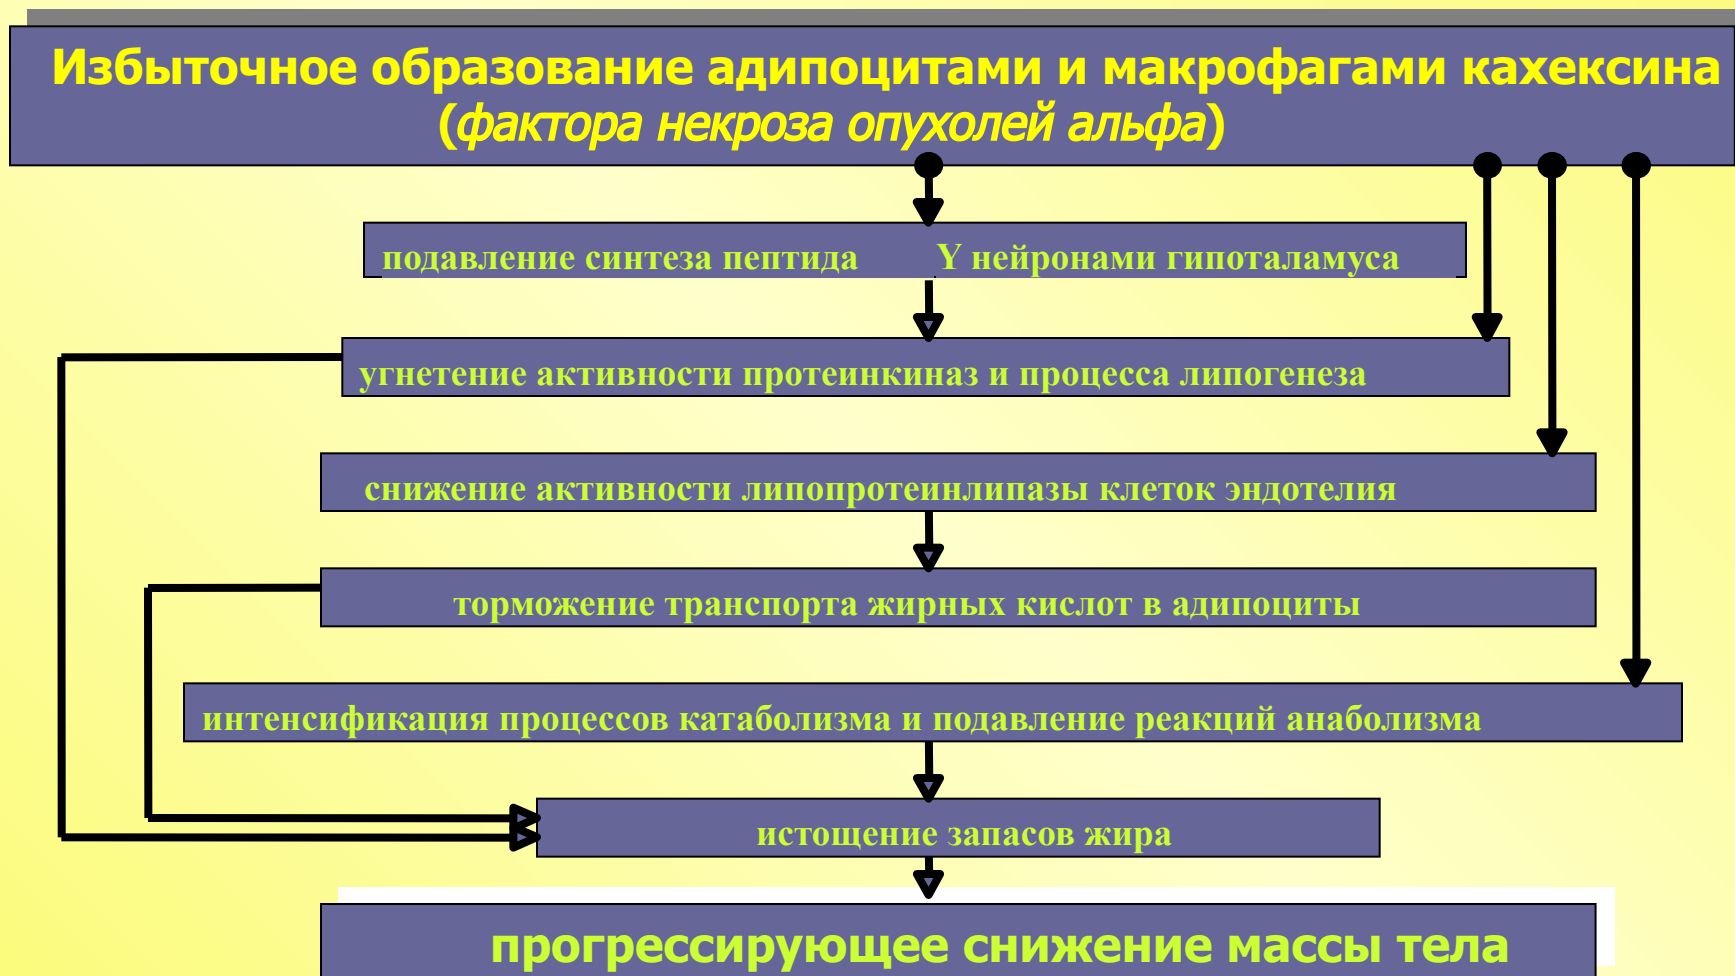 Избыточное образование адипоцитами и макрофагами кахексина
(фактора некроза опухолей альфа)
подавление синтеза пептида Y нейронами гипоталамуса
угнетение активности протеинкиназ и процесса липогенеза
снижение активности липопротеинлипазы клеток эндотелия
торможение транспорта жирных кислот в адипоциты
интенсификация процессов катаболизма и подавление реакций анаболизма
истощение запасов жира
прогрессирующее снижение массы тела